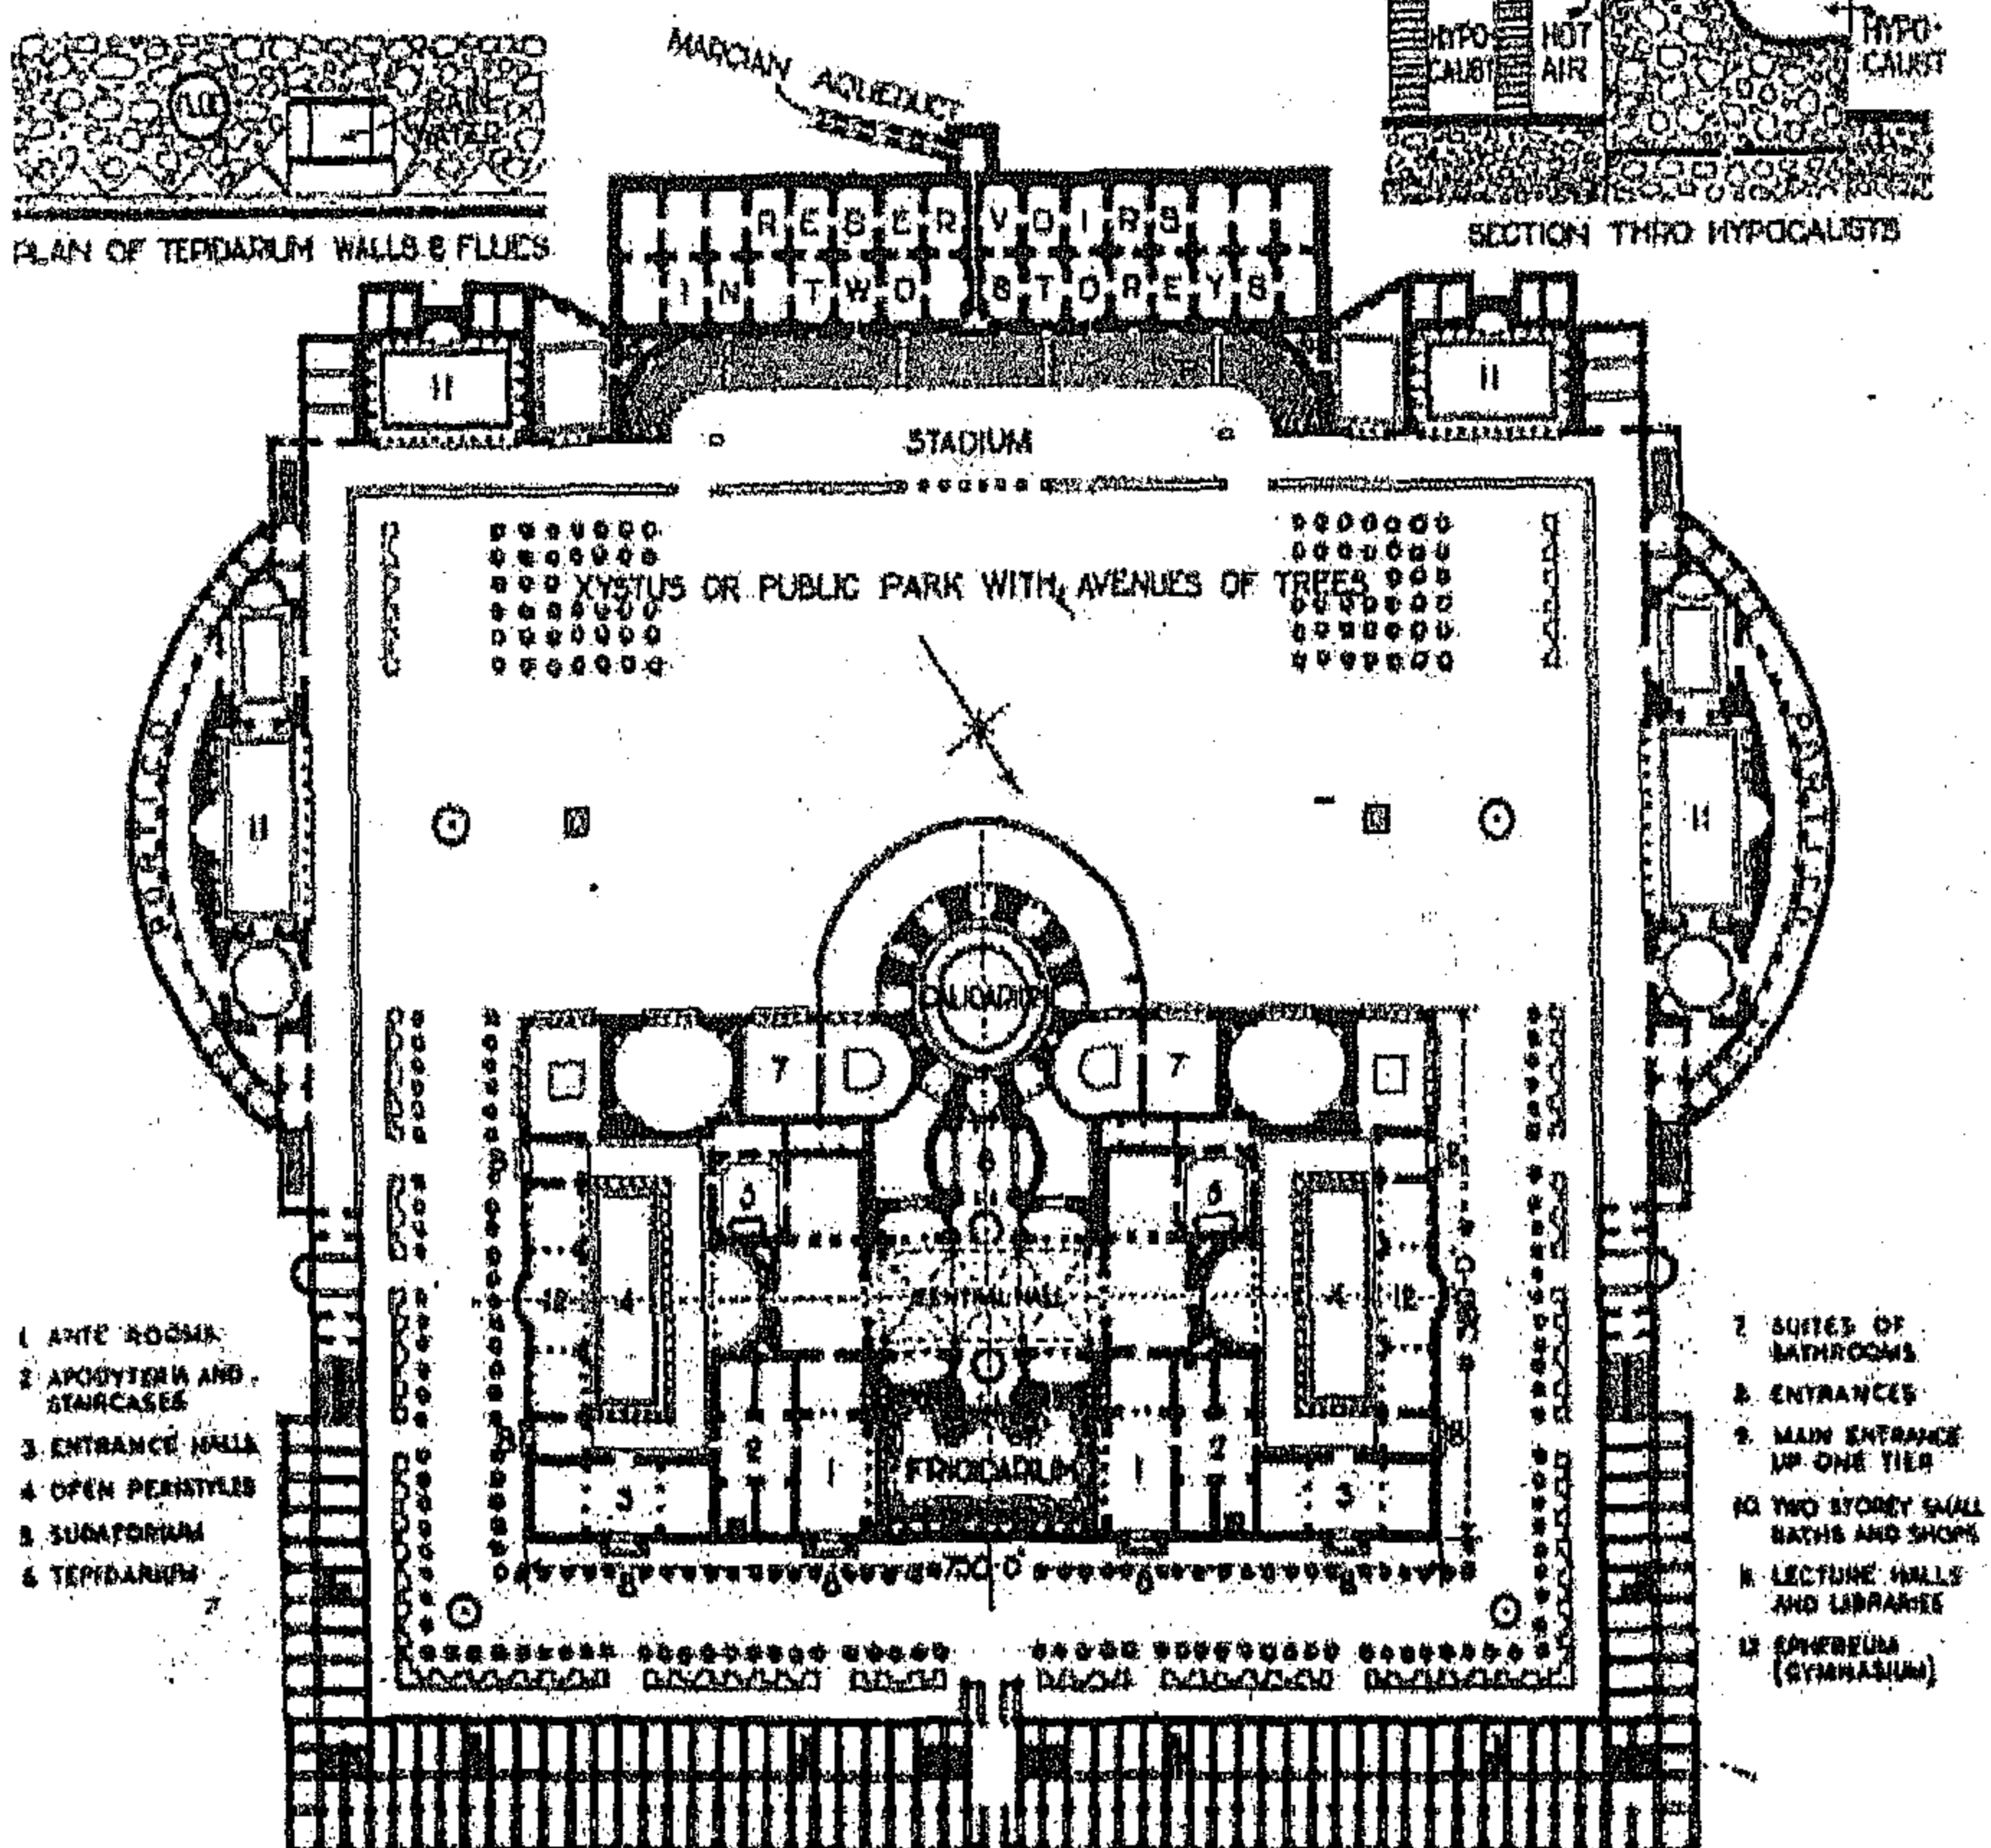 MARCIAN AQUEDUCT
FLUE
RAIN
WATER
PLAN OF TEPIDARIUM WALLS & FLUES
HYPO-
CAUST
HOT
AIR
HYPO-
CAUST
SECTION THRO HYPOCAUSTS
RESERVOIRS
IN TWO STOREYS
11
11
STADIUM
XYSTUS OR PUBLIC PARK WITH AVENUES OF TREES
PORTICO
11
11
PORTICO
CALIDARIUM
7
7
6
5
5
12
4
CENTRAL HALL
4
12
3
2
1
FRIGIDARIUM
1
2
3
750.0
1 ANTE ROOMS
2 APODYTERIA AND
STAIRCASES
3 ENTRANCE HALLS
4 OPEN PERISTYLES
5 SUDATORIUM
6 TEPIDARIUM
7 SUITES OF
BATHROOMS
8 ENTRANCES
9. MAIN ENTRANCE
UP ONE TIER
10. TWO STOREY SMALL
BATHS AND SHOPS
11. LECTURE HALLS
AND LIBRARIES
12 EPHEBEUM
(GYMNASIUM)